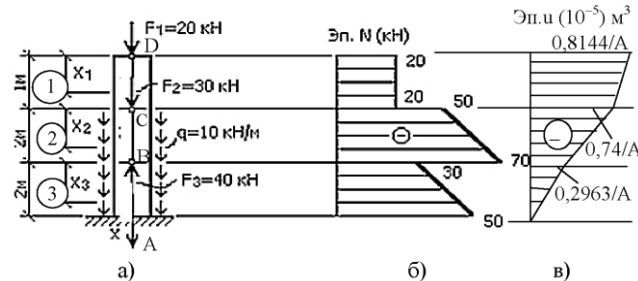 F₁=20 кН
D
Эп. N (кН)
Эп.u (10⁻⁵) м³
0,8144/A
1м
1
X₁
F₂=30 кН
20
20
50
C
2м
2
X₂
q=10 кН/м
−
−
0,74/A
B
70
3
X₃
2м
F₃=40 кН
30
0,2963/A
50
x
A
а)
б)
в)